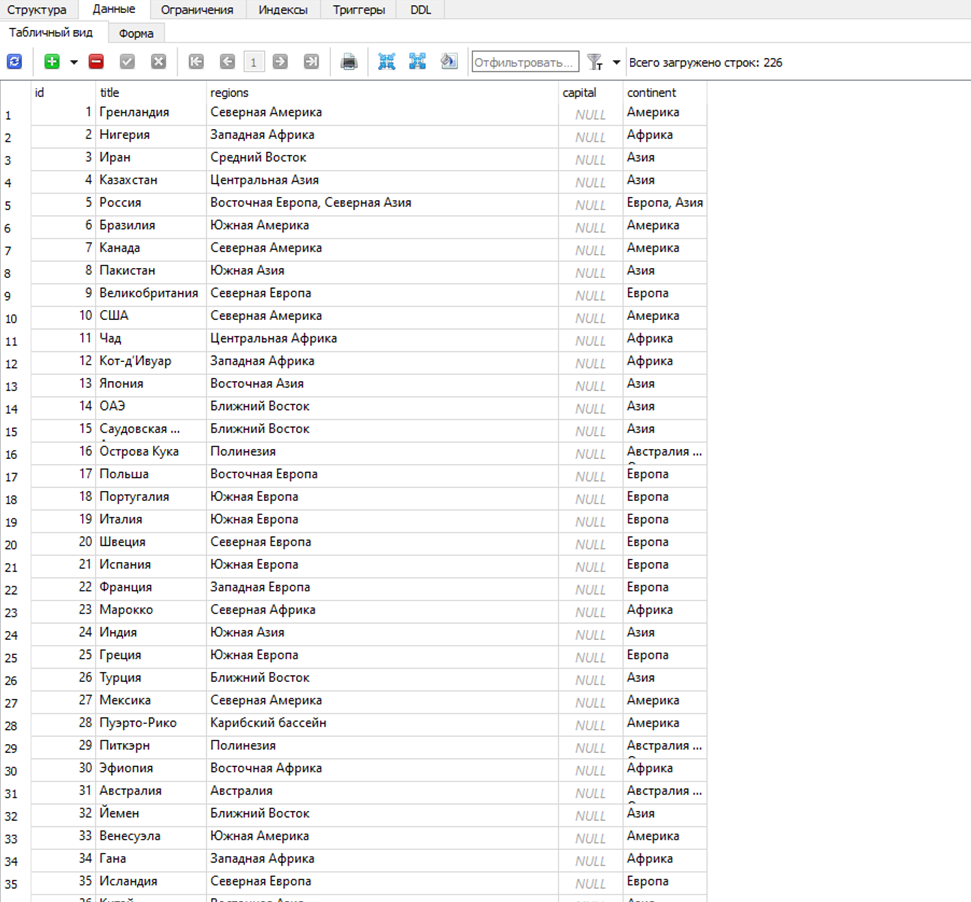 Структура Данные Ограничения Индексы Триггеры DDL
Табличный вид Форма
1 Отфильтровать... T Всего загружено строк: 226
id title regions capital continent
1 1 Гренландия Северная Америка NULL Америка
2 2 Нигерия Западная Африка NULL Африка
3 3 Иран Средний Восток NULL Азия
4 4 Казахстан Центральная Азия NULL Азия
5 5 Россия Восточная Европа, Северная Азия NULL Европа, Азия
6 6 Бразилия Южная Америка NULL Америка
7 7 Канада Северная Америка NULL Америка
8 8 Пакистан Южная Азия NULL Азия
9 9 Великобритания Северная Европа NULL Европа
10 10 США Северная Америка NULL Америка
11 11 Чад Центральная Африка NULL Африка
12 12 Кот-д’Ивуар Западная Африка NULL Африка
13 13 Япония Восточная Азия NULL Азия
14 14 ОАЭ Ближний Восток NULL Азия
15 15 Саудовская ... Ближний Восток NULL Азия
16 16 Острова Кука Полинезия NULL Австралия ...
17 17 Польша Восточная Европа NULL Европа
18 18 Португалия Южная Европа NULL Европа
19 19 Италия Южная Европа NULL Европа
20 20 Швеция Северная Европа NULL Европа
21 21 Испания Южная Европа NULL Европа
22 22 Франция Западная Европа NULL Европа
23 23 Марокко Северная Африка NULL Африка
24 24 Индия Южная Азия NULL Азия
25 25 Греция Южная Европа NULL Европа
26 26 Турция Ближний Восток NULL Азия
27 27 Мексика Северная Америка NULL Америка
28 28 Пуэрто-Рико Карибский бассейн NULL Америка
29 29 Питкэрн Полинезия NULL Австралия ...
30 30 Эфиопия Восточная Африка NULL Африка
31 31 Австралия Австралия NULL Австралия ...
32 32 Йемен Ближний Восток NULL Азия
33 33 Венесуэла Южная Америка NULL Америка
34 34 Гана Западная Африка NULL Африка
35 35 Исландия Северная Европа NULL Европа